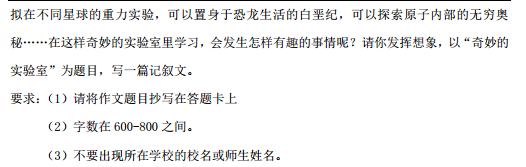 拟在不同星球的重力实验，可以置身于恐龙生活的白垩纪，可以探索原子内部的无穷奥
秘……在这样奇妙的实验室里学习，会发生怎样有趣的事情呢？请你发挥想象，以“奇妙的
实验室”为题目，写一篇记叙文。
要求：（1）请将作文题目抄写在答题卡上
（2）字数在 600-800 之间。
（3）不要出现所在学校的校名或师生姓名。